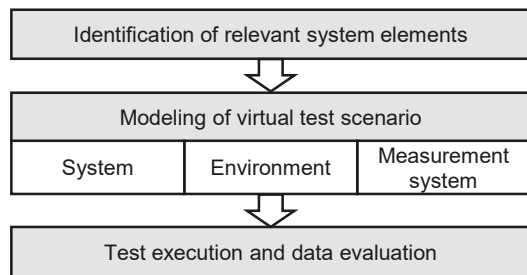 Identification of relevant system elements
Modeling of virtual test scenario
System
Environment
Measurement
system
Test execution and data evaluation